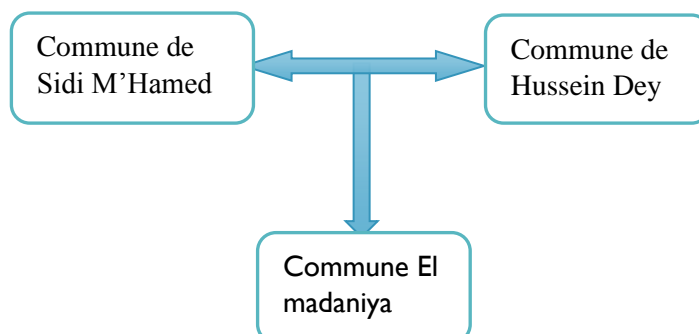 Commune de
Sidi M’Hamed
Commune de
Hussein Dey
Commune El
madaniya